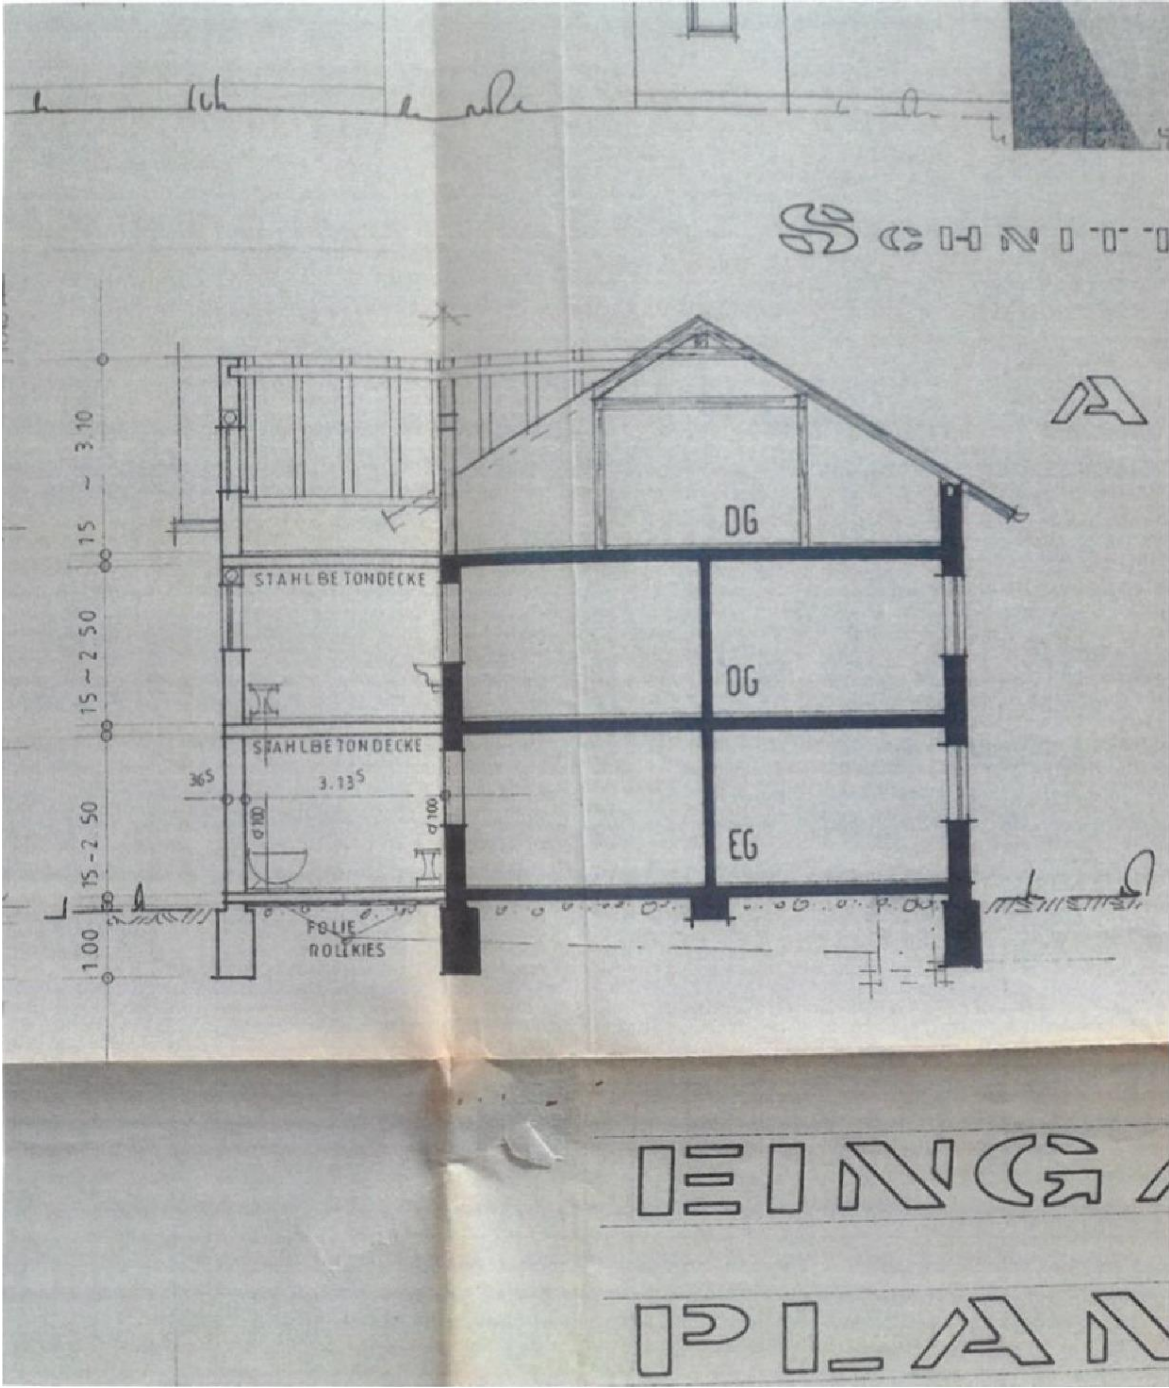 SCHNITT
A
15 ~ 3.10
DG
STAHLBETONDECKE
15 ~ 2.50
OG
STAHLBETONDECKE
36⁵
3.13⁵
d 100
d 100
15 - 2.50
EG
FOLIE
ROLLKIES
1.00
EINGA
PLAN